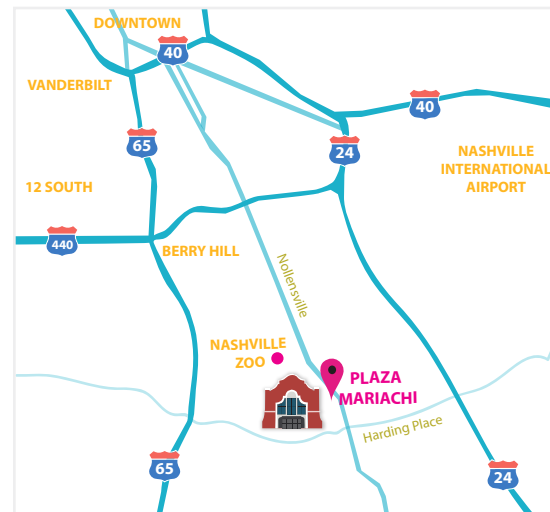 DOWNTOWN
40
VANDERBILT
40
65
24
NASHVILLE
INTERNATIONAL
AIRPORT
12 SOUTH
440
BERRY HILL
Nollensville
NASHVILLE
ZOO
PLAZA
MARIACHI
Harding Place
65
24